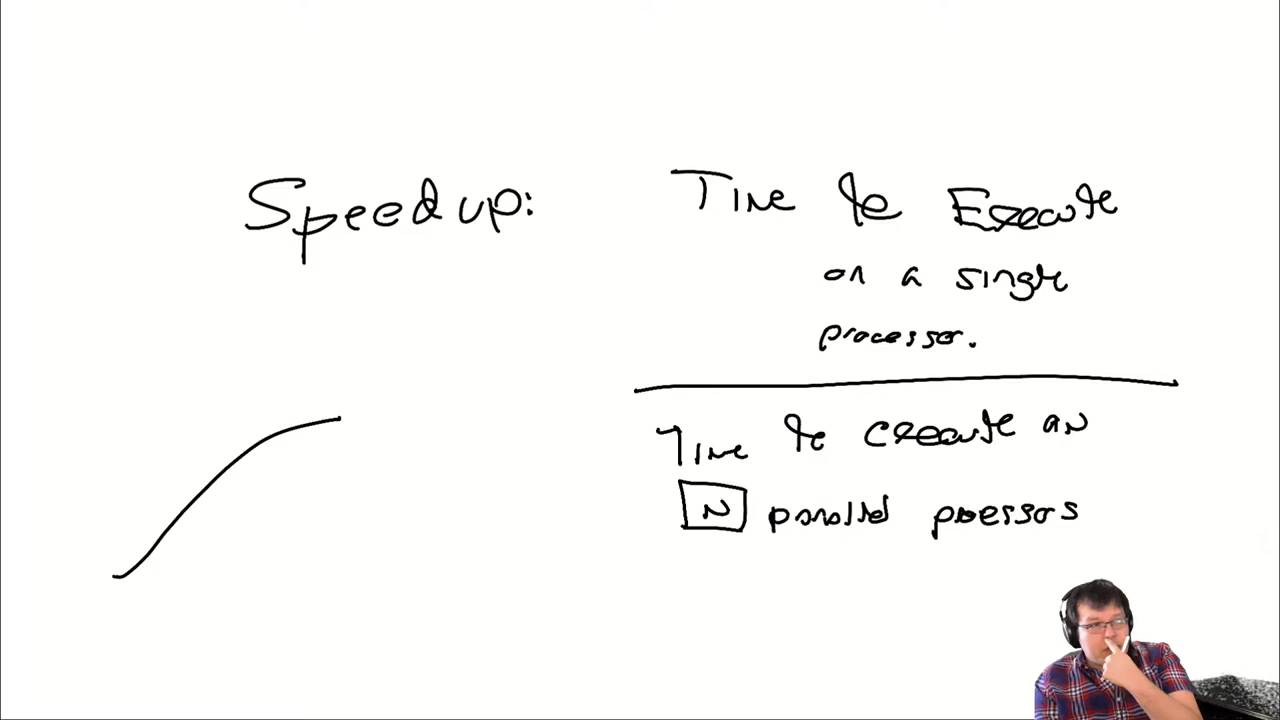 Speedup:
Time to Execute
on a single
processor.
Time to execute on
N parallel processors